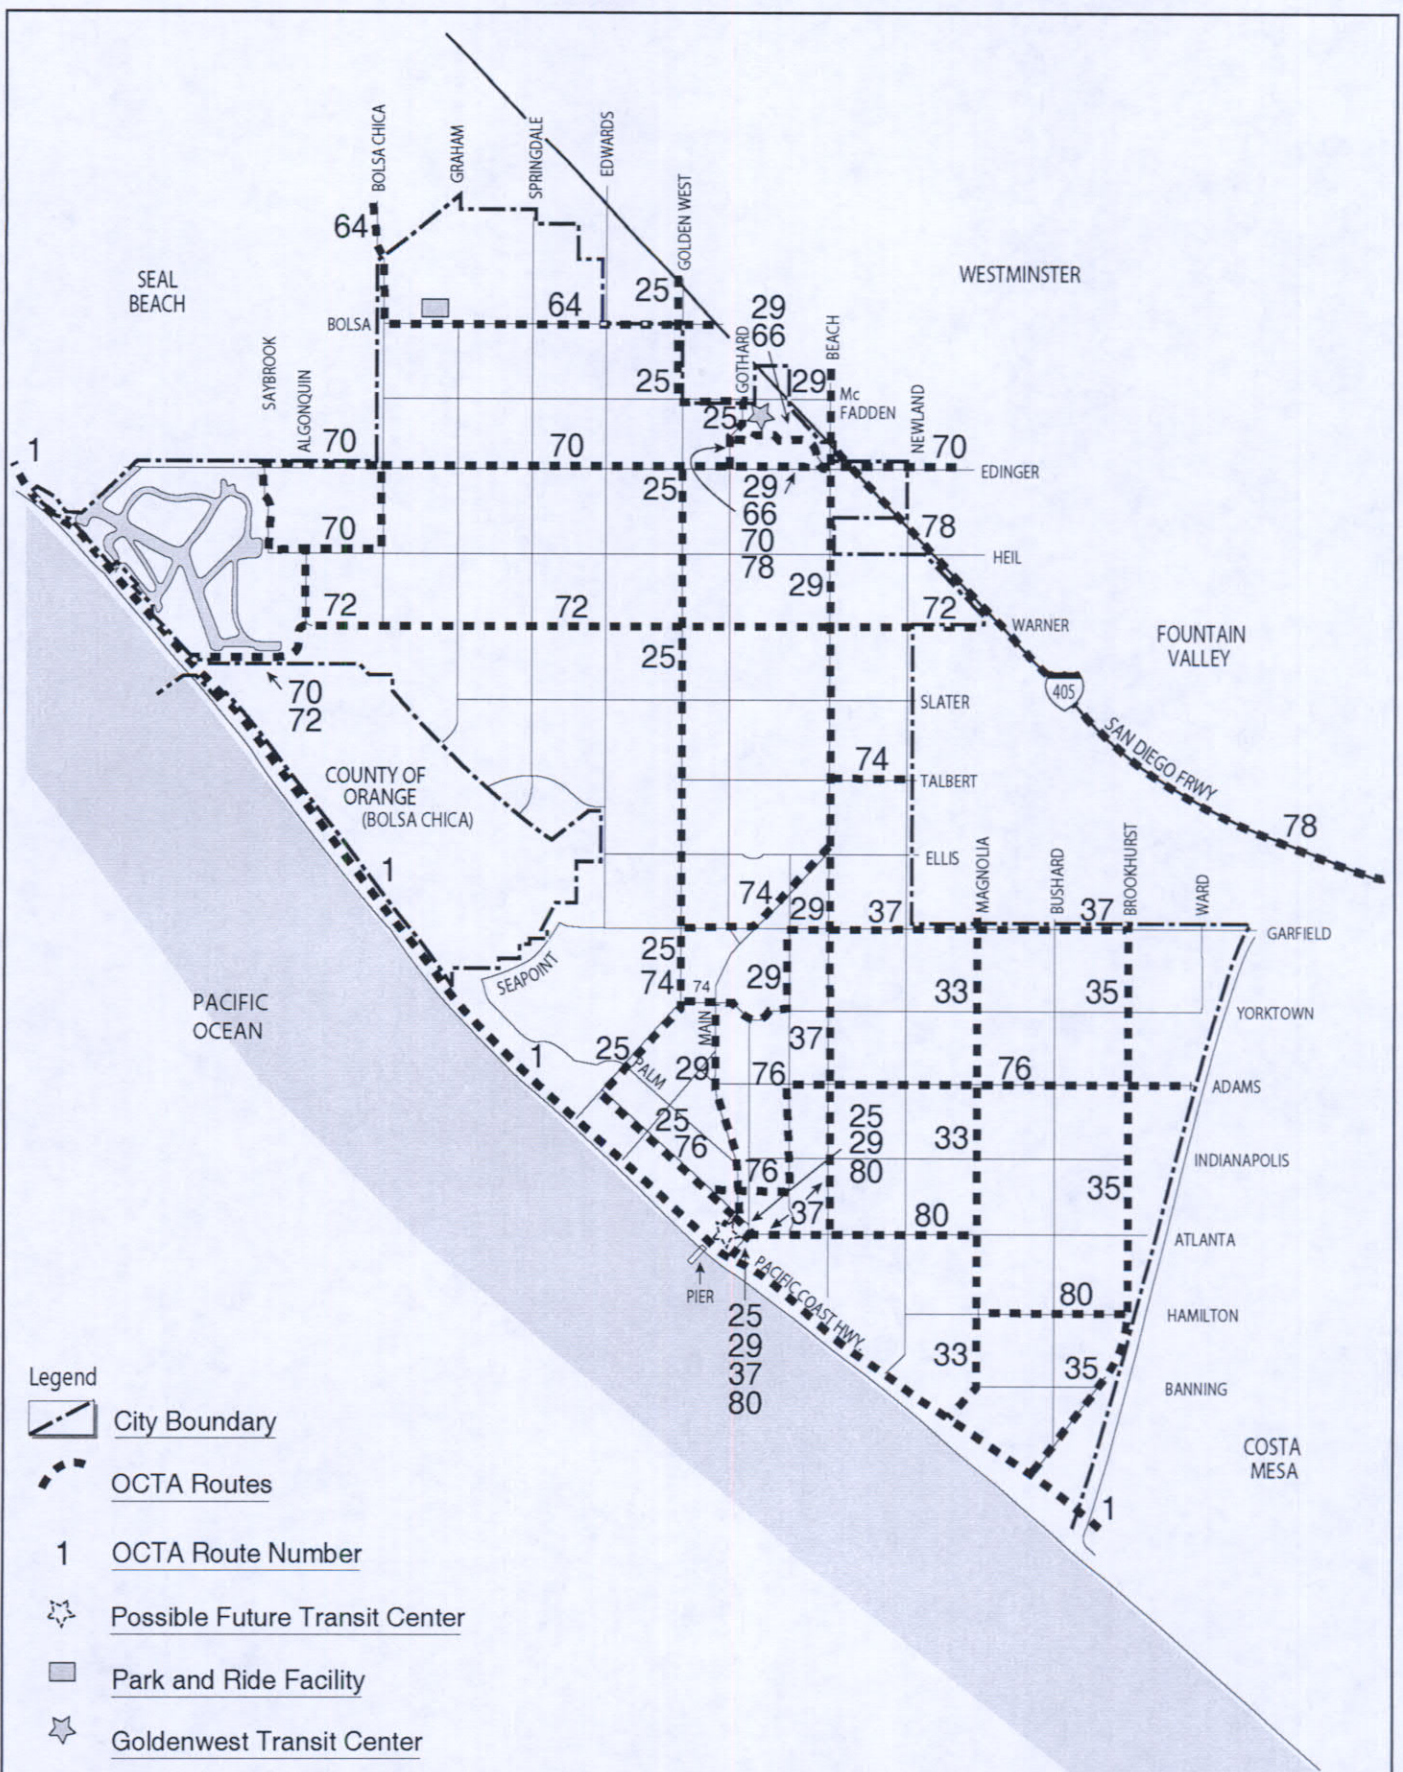 BOLSA CHICA
GRAHAM
SPRINGDALE
EDWARDS
GOLDEN WEST
64
SEAL
BEACH
WESTMINSTER
25
64
29
66
BOLSA
GOTHARD
BEACH
SAYBROOK
ALGONQUIN
25
29
Mc
FADDEN
NEWLAND
25
1
70
70
70
EDINGER
25
29
66
70
78
70
78
HEIL
29
72
72
72
WARNER
FOUNTAIN
VALLEY
25
70
72
405
SLATER
SAN DIEGO FRWY
COUNTY OF
ORANGE
(BOLSA CHICA)
74
TALBERT
78
1
ELLIS
MAGNOLIA
BUSHARD
BROOKHURST
WARD
74
29
37
37
GARFIELD
25
74
SEAPOINT
74
29
33
35
PACIFIC
OCEAN
YORKTOWN
MAIN
37
1
25
PALM
29
76
76
ADAMS
25
76
25
29
80
33
INDIANAPOLIS
76
35
37
80
ATLANTA
PACIFIC COAST HWY.
PIER
80
HAMILTON
25
29
37
80
33
35
BANNING
COSTA
MESA
1
Legend
City Boundary
OCTA Routes
1 OCTA Route Number
Possible Future Transit Center
Park and Ride Facility
Goldenwest Transit Center